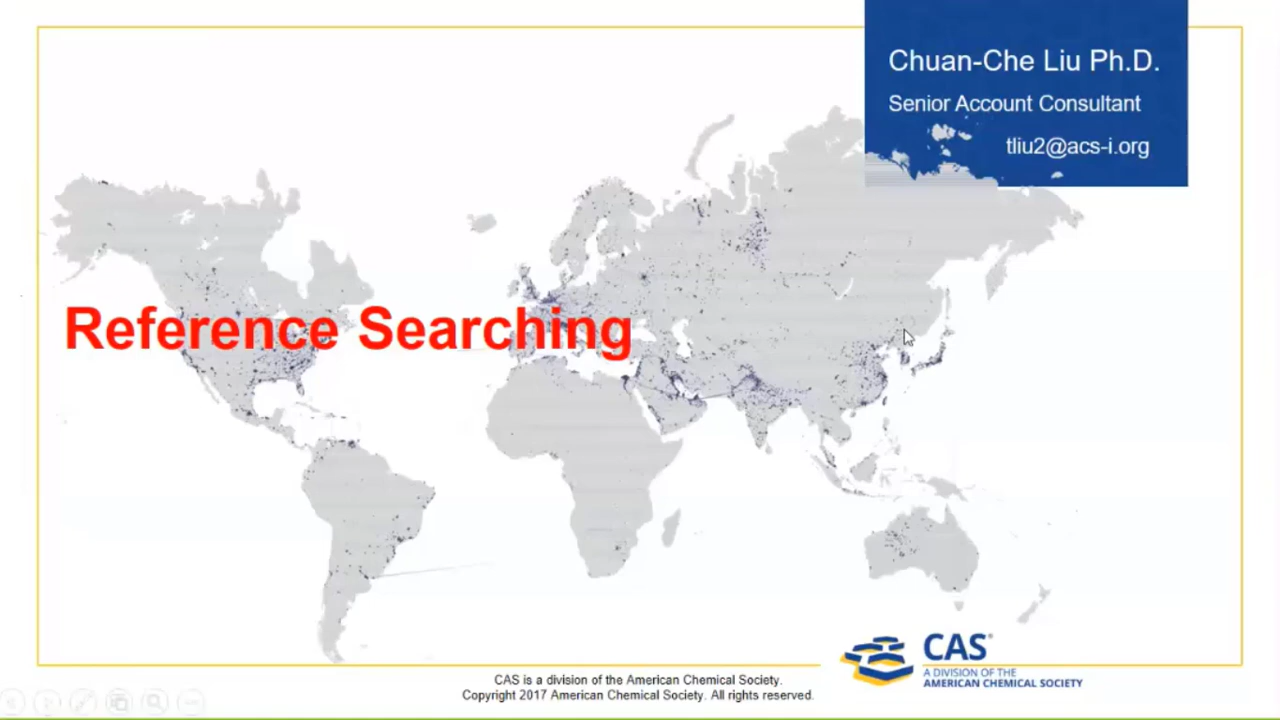 Chuan-Che Liu Ph.D.
Senior Account Consultant
tliu2@acs-i.org
Reference Searching
CAS®
A DIVISION OF THE
AMERICAN CHEMICAL SOCIETY
CAS is a division of the American Chemical Society.
Copyright 2017 American Chemical Society. All rights reserved.